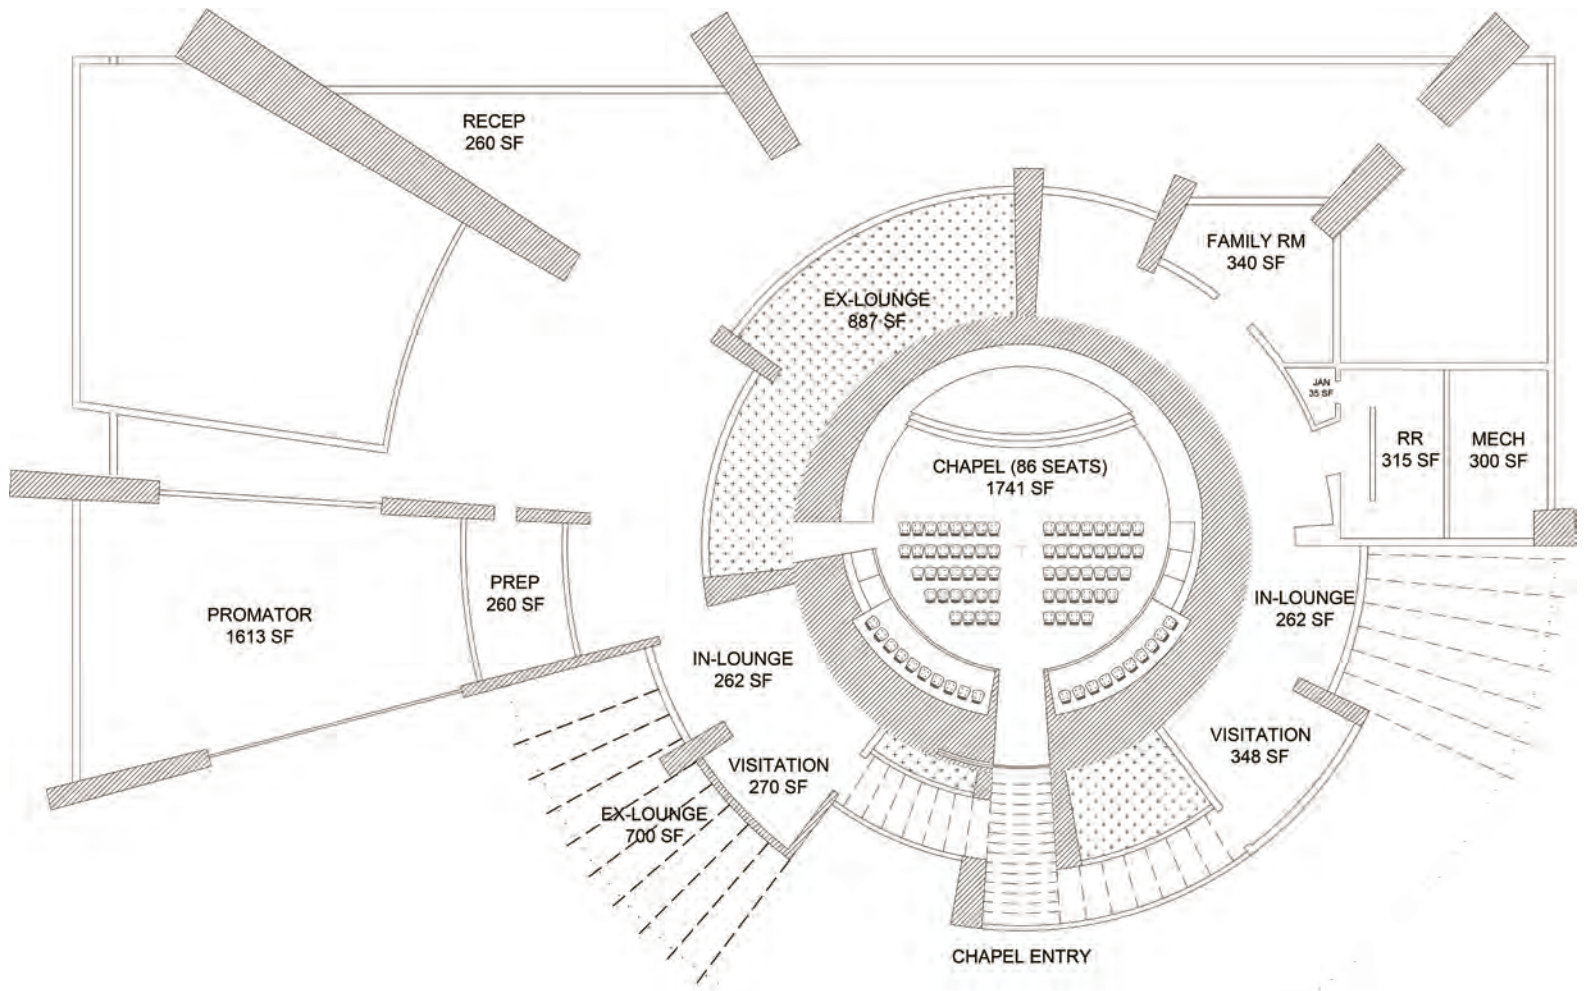 RECEP
260 SF
FAMILY RM
340 SF
EX-LOUNGE
887 SF
JAN
35 SF
CHAPEL (86 SEATS)
1741 SF
RR
315 SF
MECH
300 SF
PREP
260 SF
PROMATOR
1613 SF
IN-LOUNGE
262 SF
IN-LOUNGE
262 SF
VISITATION
270 SF
VISITATION
348 SF
EX-LOUNGE
700 SF
CHAPEL ENTRY